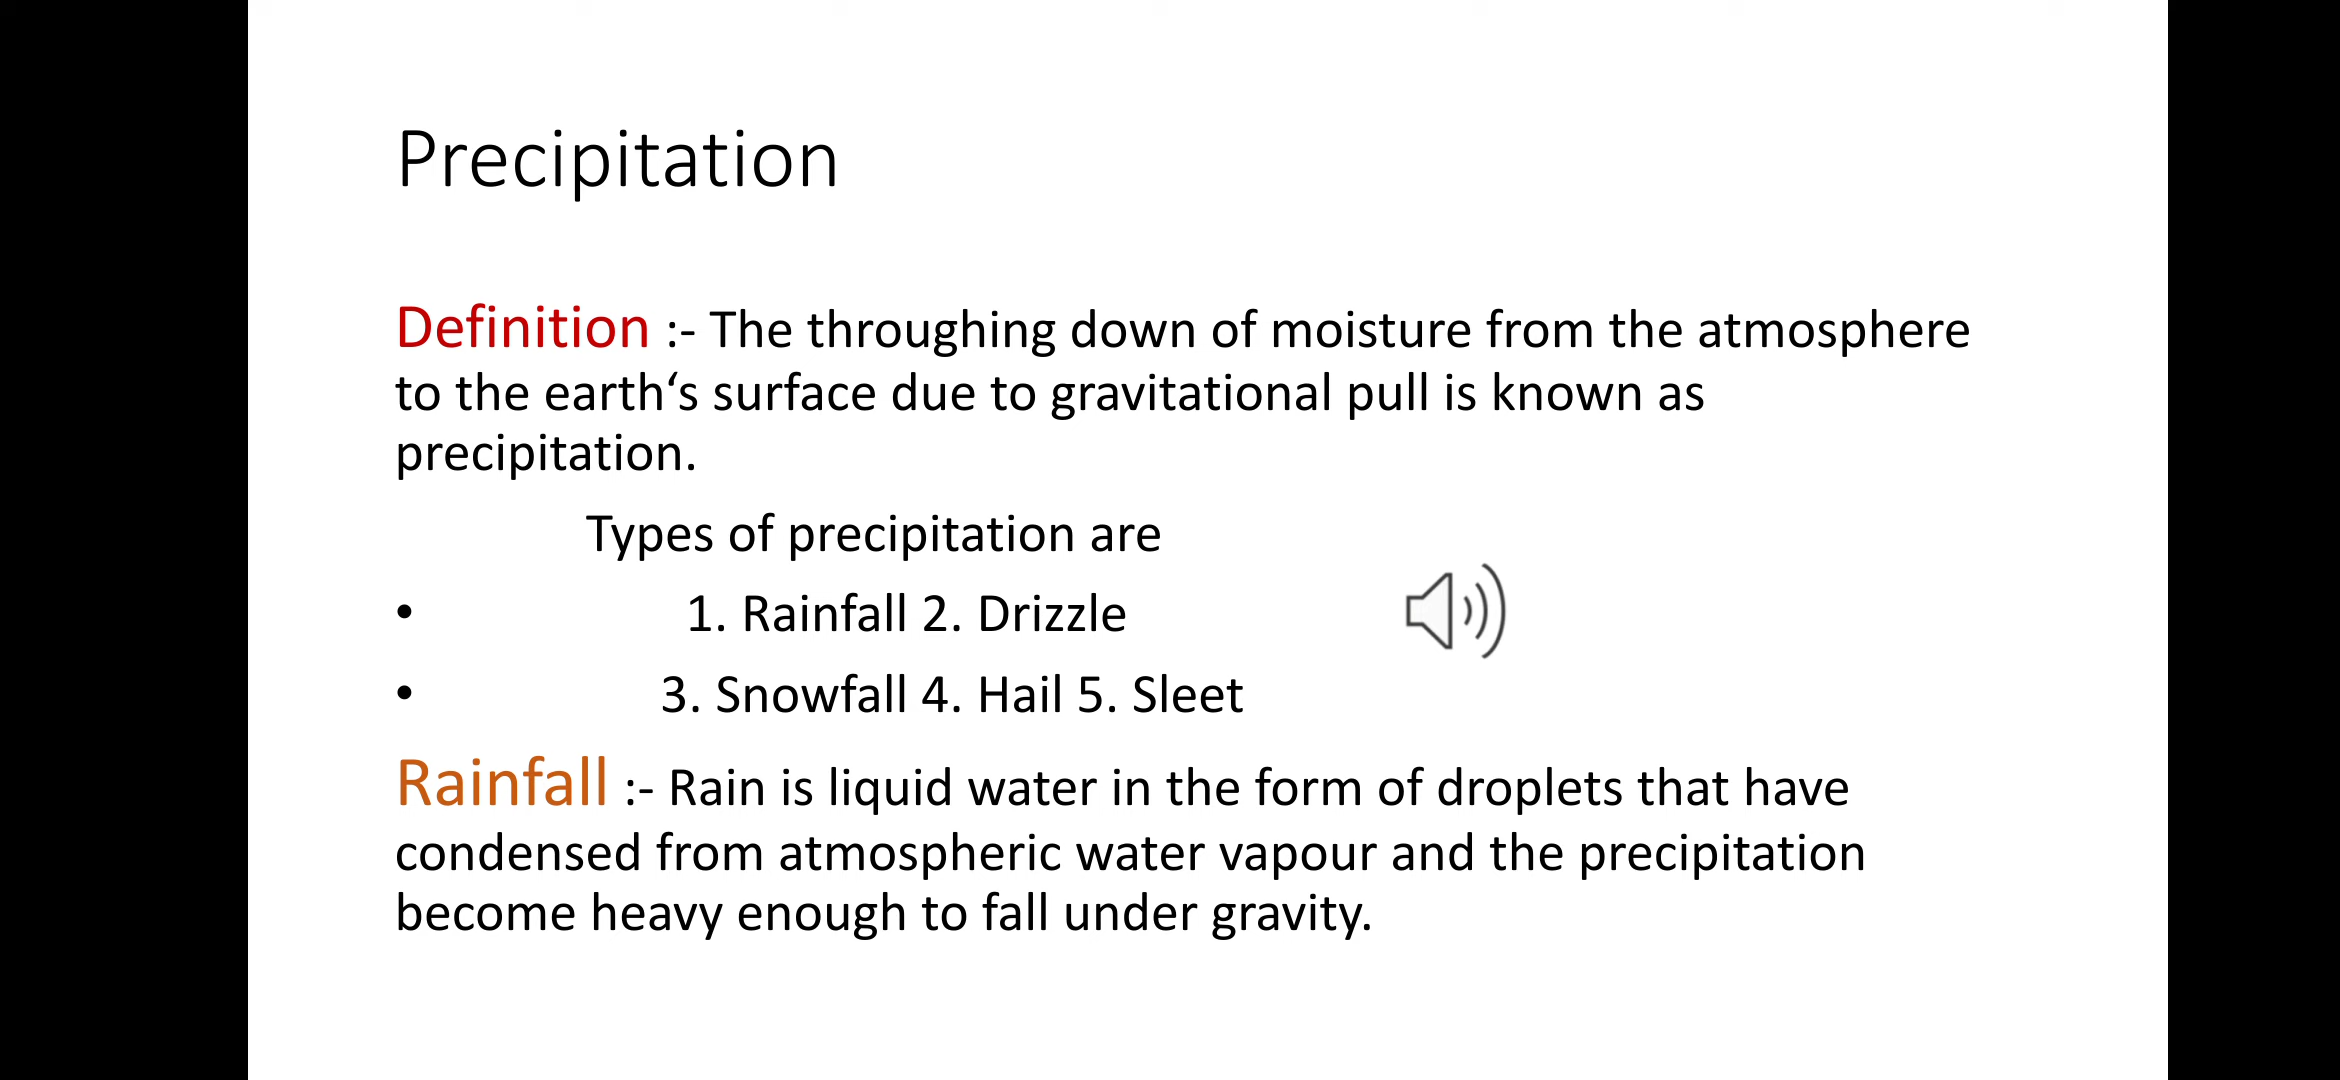 Precipitation
Definition :- The throughing down of moisture from the atmosphere
to the earth‘s surface due to gravitational pull is known as
precipitation.
Types of precipitation are
• 1. Rainfall 2. Drizzle
• 3. Snowfall 4. Hail 5. Sleet
Rainfall :- Rain is liquid water in the form of droplets that have
condensed from atmospheric water vapour and the precipitation
become heavy enough to fall under gravity.